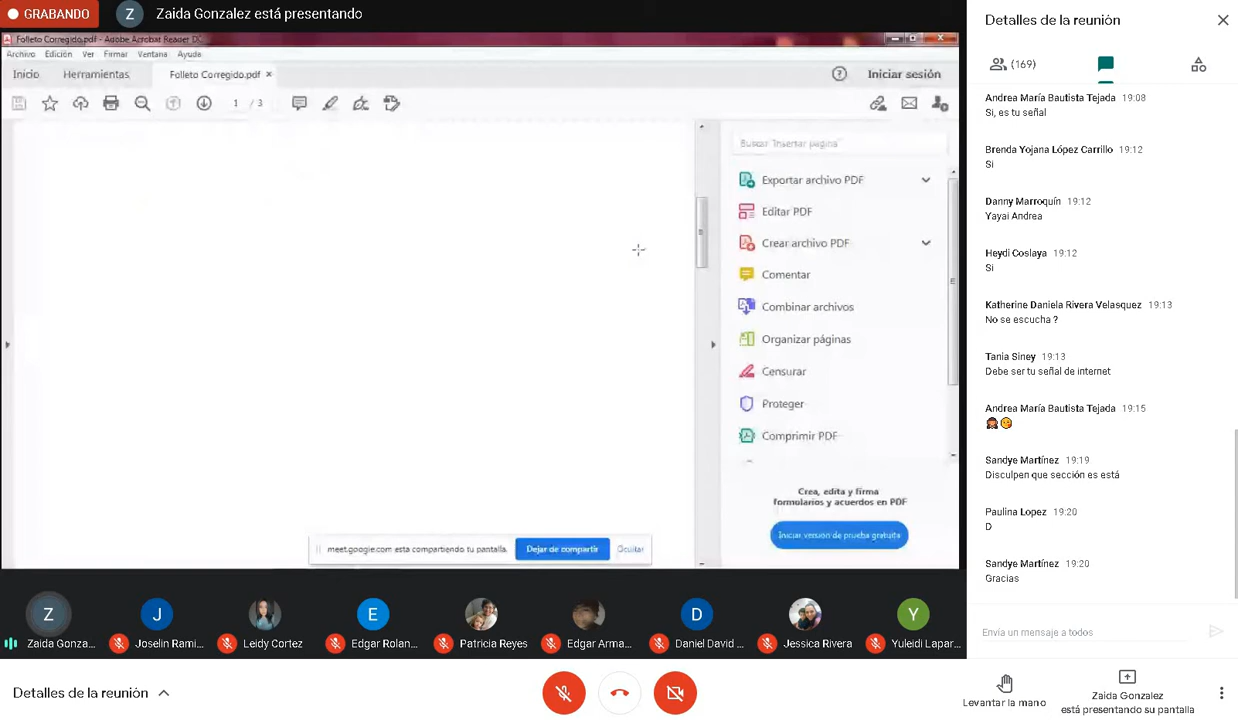 GRABANDO
Z
Zaida Gonzalez está presentando
Folleto Corregido.pdf - Adobe Acrobat Reader DC
Archivo Edición Ver Firmar Ventana Ayuda
Inicio
Herramientas
Folleto Corregido.pdf ×
Iniciar sesión
1 / 3
Buscar 'Insertar página'
Exportar archivo PDF
Editar PDF
Crear archivo PDF
Comentar
Combinar archivos
Organizar páginas
Censurar
Proteger
Comprimir PDF
Crea, edita y firma
formularios y acuerdos en PDF
Iniciar versión de prueba gratuita
meet.google.com está compartiendo tu pantalla.
Dejar de compartir
Ocultar
Z
Zaida Gonza...
J
Joselin Rami...
Leidy Cortez
E
Edgar Rolan...
Patricia Reyes
Edgar Arma...
D
Daniel David ...
Jessica Rivera
Y
Yuleidi Lapar...
Detalles de la reunión
Detalles de la reunión
(169)
Andrea María Bautista Tejada 19:08
Si, es tu señal
Brenda Yojana López Carrillo 19:12
Si
Danny Marroquín 19:12
Yayai Andrea
Heydi Coslaya 19:12
Si
Katherine Daniela Rivera Velasquez 19:13
No se escucha ?
Tania Siney 19:13
Debe ser tu señal de internet
Andrea María Bautista Tejada 19:15
Sandye Martínez 19:19
Disculpen que sección es está
Paulina Lopez 19:20
D
Sandye Martínez 19:20
Gracias
Envía un mensaje a todos
Levantar la mano
Zaida Gonzalez
está presentando su pantalla